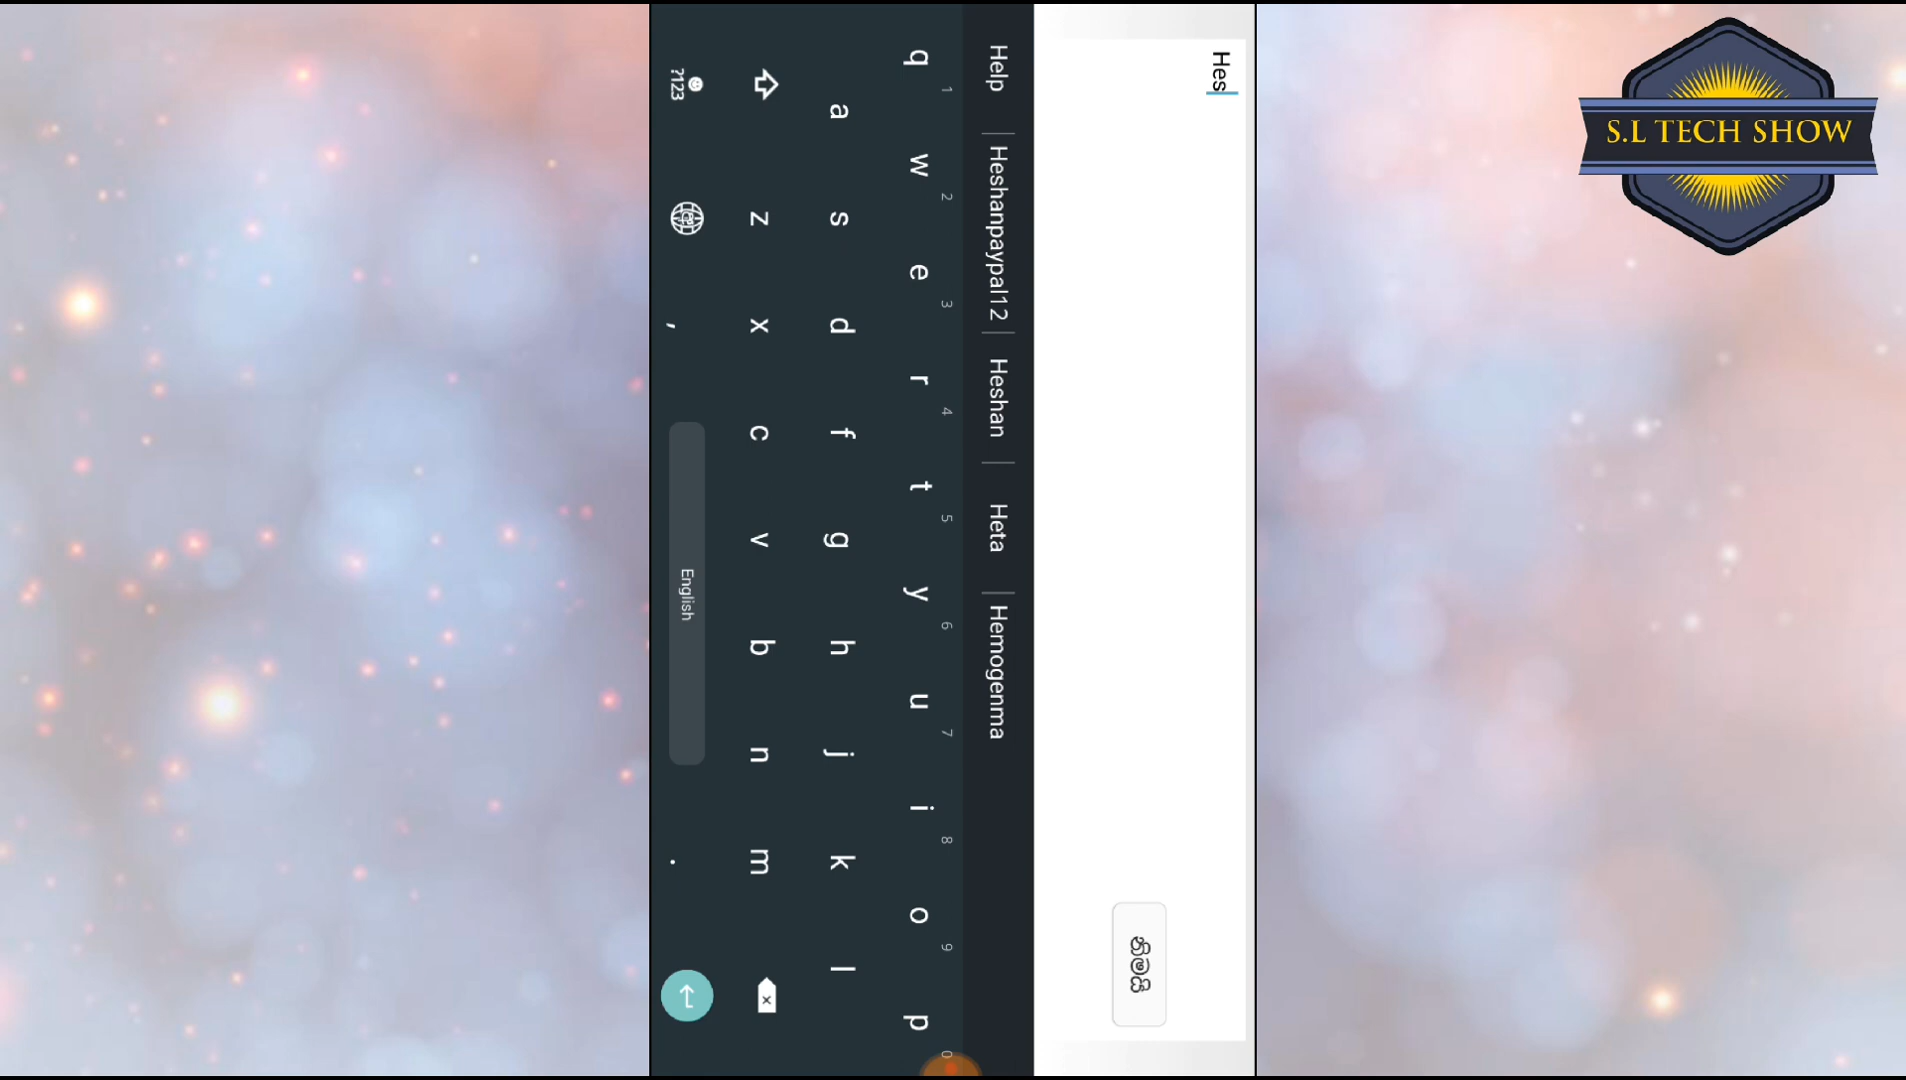 Hes
නිමයි
Help Heshanpaypal12 Heshan Heta Hemogenma
q 1 w 2 e 3 r 4 t 5 y 6 u 7 i 8 o 9 p 0
a s d f g h j k l
z x c v b n m
?123 , English .
S.L TECH SHOW